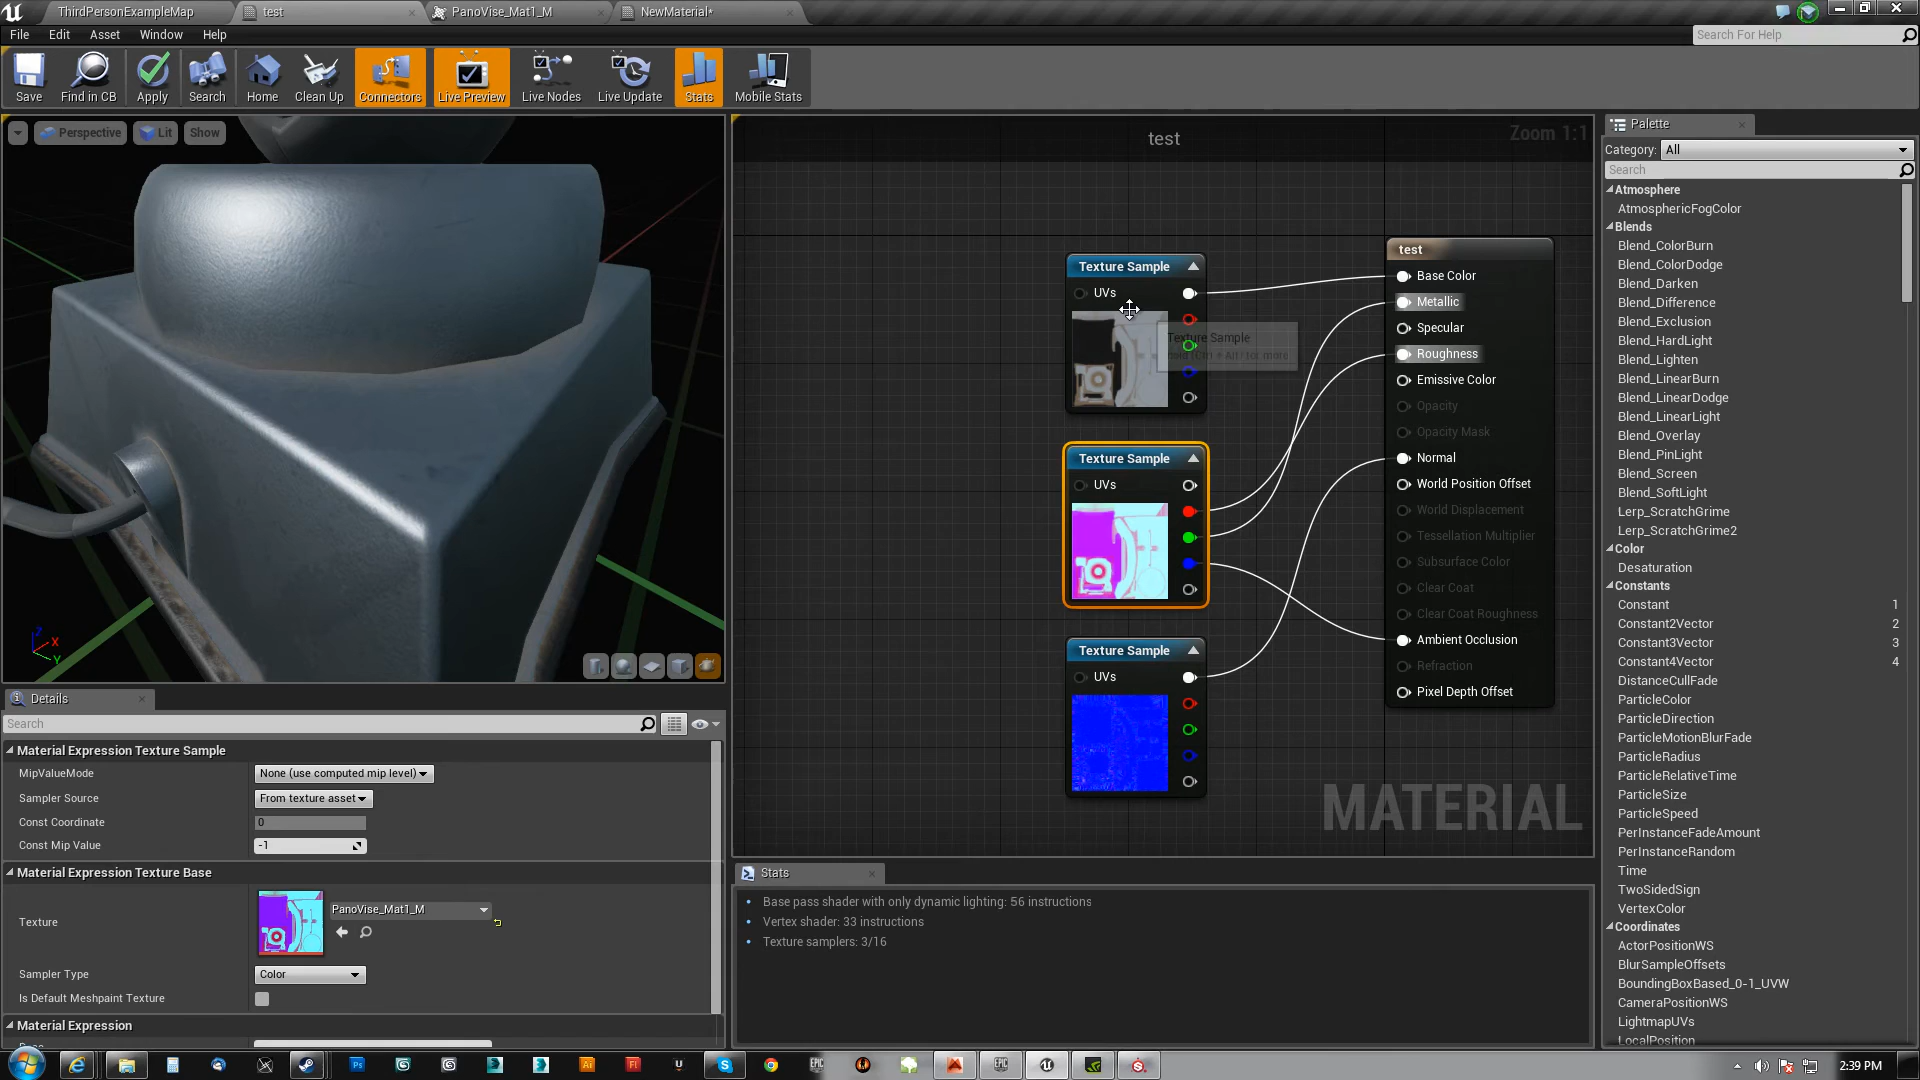 ThirdPersonExampleMap
test
PanoVise_Mat1_M
NewMaterial*
File Edit Asset Window Help
Search For Help
Save
Find in CB
Apply
Search
Home
Clean Up
Connectors
Live Preview
Live Nodes
Live Update
Stats
Mobile Stats
Perspective
Lit
Show
test
Zoom 1:1
Texture Sample
UVs
Texture Sample
Texture Sample
UVs
Texture Sample
UVs
test
Base Color
Metallic
Specular
Roughness
Emissive Color
Opacity
Opacity Mask
Normal
World Position Offset
World Displacement
Tessellation Multiplier
Subsurface Color
Clear Coat
Clear Coat Roughness
Ambient Occlusion
Refraction
Pixel Depth Offset
MATERIAL
Z
X
Y
Details
Search
Material Expression Texture Sample
MipValueMode None (use computed mip level)
Sampler Source From texture asset
Const Coordinate 0
Const Mip Value -1
Material Expression Texture Base
Texture PanoVise_Mat1_M
Sampler Type Color
Is Default Meshpaint Texture
Material Expression
Stats
Base pass shader with only dynamic lighting: 56 instructions
Vertex shader: 33 instructions
Texture samplers: 3/16
Palette
Category: All
Search
Atmosphere
AtmosphericFogColor
Blends
Blend_ColorBurn
Blend_ColorDodge
Blend_Darken
Blend_Difference
Blend_Exclusion
Blend_HardLight
Blend_Lighten
Blend_LinearBurn
Blend_LinearDodge
Blend_LinearLight
Blend_Overlay
Blend_PinLight
Blend_Screen
Blend_SoftLight
Lerp_ScratchGrime
Lerp_ScratchGrime2
Color
Desaturation
Constants
Constant 1
Constant2Vector 2
Constant3Vector 3
Constant4Vector 4
DistanceCullFade
ParticleColor
ParticleDirection
ParticleMotionBlurFade
ParticleRadius
ParticleRelativeTime
ParticleSize
ParticleSpeed
PerInstanceFadeAmount
PerInstanceRandom
Time
TwoSidedSign
VertexColor
Coordinates
ActorPositionWS
BlurSampleOffsets
BoundingBoxBased_0-1_UVW
CameraPositionWS
LightmapUVs
LocalPosition
2:39 PM